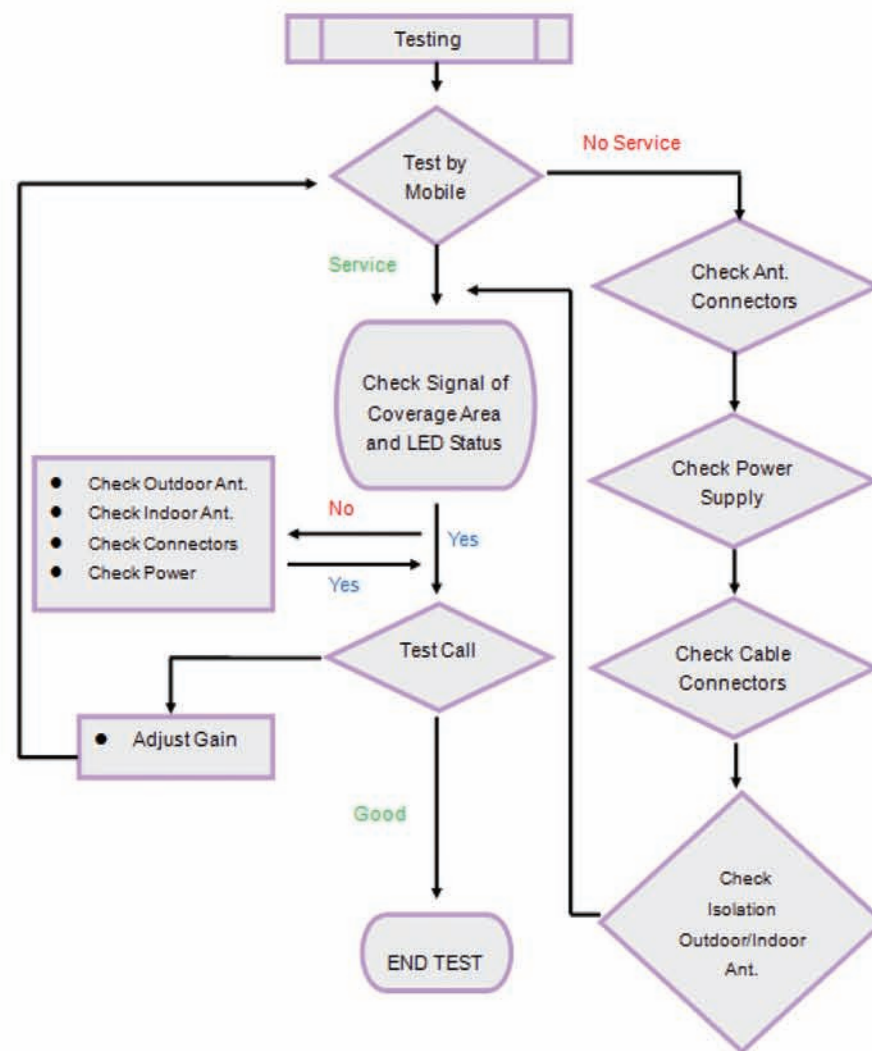 Testing
Test by
Mobile
No Service
Service
Check Ant.
Connectors
Check Signal of
Coverage Area
and LED Status
Check Power
Supply
● Check Outdoor Ant.
● Check Indoor Ant.
● Check Connectors
● Check Power
No
Yes
Yes
Test Call
Check Cable
Connectors
● Adjust Gain
Good
Check
Isolation
Outdoor/Indoor
Ant.
END TEST